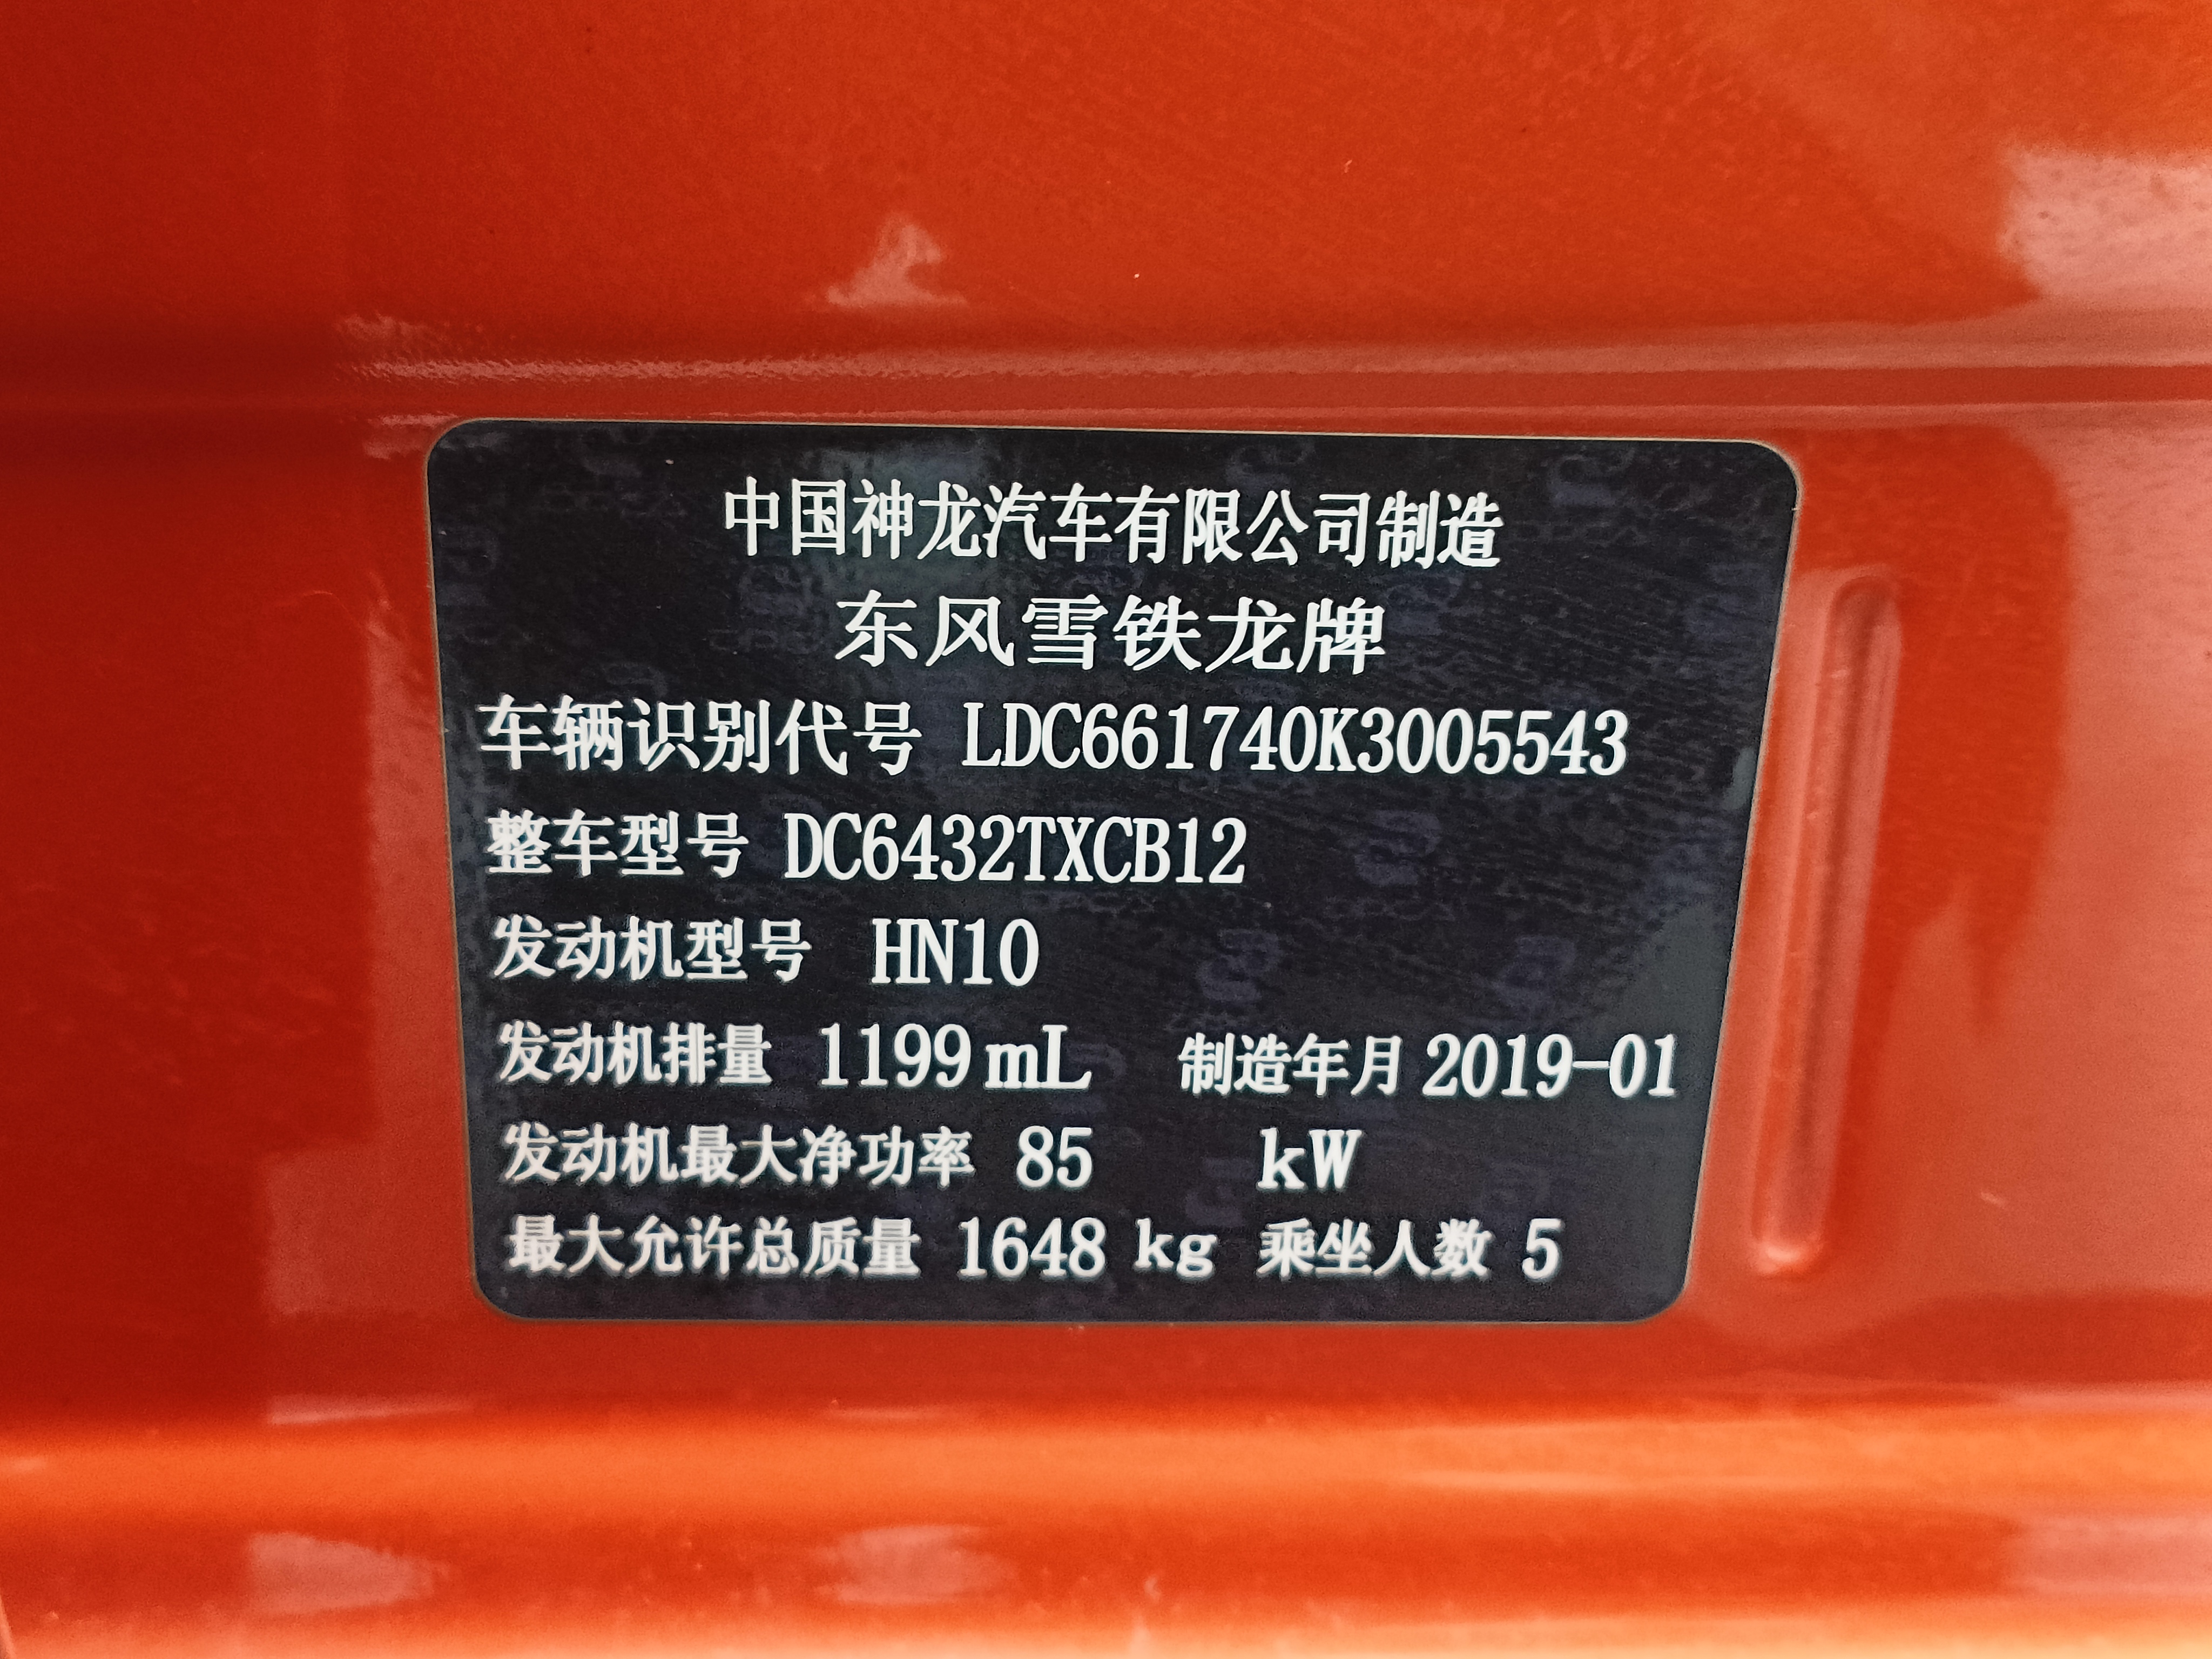 中国神龙汽车有限公司制造
东风雪铁龙牌
车辆识别代号 LDC661740K3005543
整车型号 DC6432TXCB12
发动机型号 HN10
发动机排量 1199 mL 制造年月 2019-01
发动机最大净功率 85 kW
最大允许总质量 1648 kg 乘坐人数 5